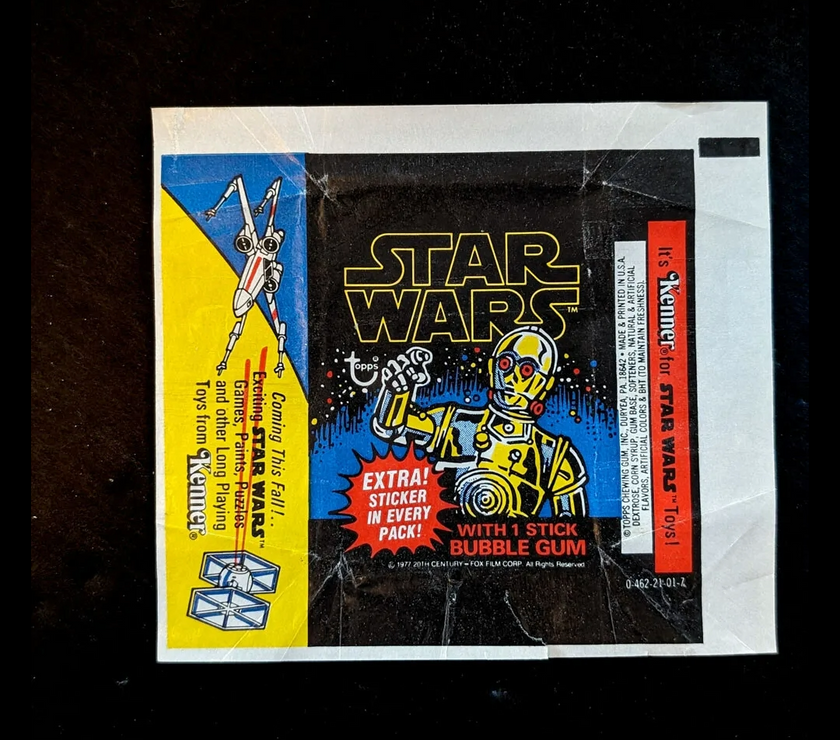 STAR
WARS™
topps®
EXTRA!
STICKER
IN EVERY
PACK!
WITH 1 STICK
BUBBLE GUM
© 1977 20TH CENTURY–FOX FILM CORP. All Rights Reserved
Coming This Fall!..
Exciting STAR WARS™
Games, Paints, Puzzles
and other Long Playing
Toys from Kenner®
© TOPPS CHEWING GUM, INC., DURYEA, PA. 18642 • MADE & PRINTED IN U.S.A.
DEXTROSE, CORN SYRUP, GUM BASE, SOFTENERS, NATURAL & ARTIFICIAL
FLAVORS, ARTIFICIAL COLORS & BHT (TO MAINTAIN FRESHNESS).
It's Kenner® for STAR WARS™ Toys!
0-462-21-01-7